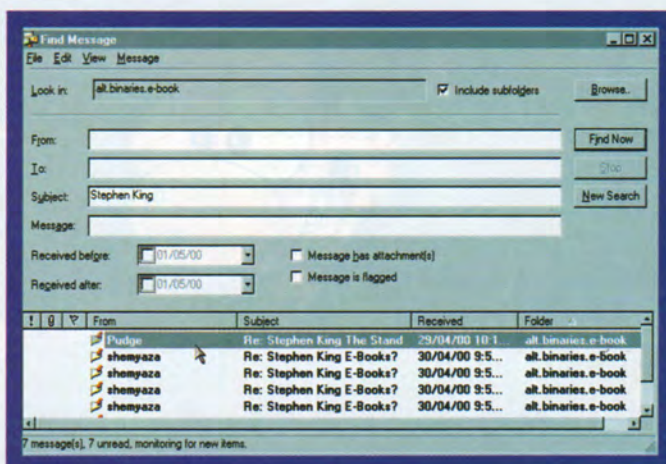 Find Message
File Edit View Message
Look in: alt.binaries.e-book Include subfolders Browse..
From: Find Now
To: Stop
Subject: Stephen King New Search
Message:
Received before: 01/05/00 Message has attachment(s)
Received after: 01/05/00 Message is flagged
! From Subject Received Folder
Pudge Re: Stephen King The Stand 29/04/00 10:1... alt.binaries.e-book
shemyaza Re: Stephen King E-Books? 30/04/00 9:5... alt.binaries.e-book
shemyaza Re: Stephen King E-Books? 30/04/00 9:5... alt.binaries.e-book
shemyaza Re: Stephen King E-Books? 30/04/00 9:5... alt.binaries.e-book
shemyaza Re: Stephen King E-Books? 30/04/00 9:5... alt.binaries.e-book
7 message(s), 7 unread, monitoring for new items.